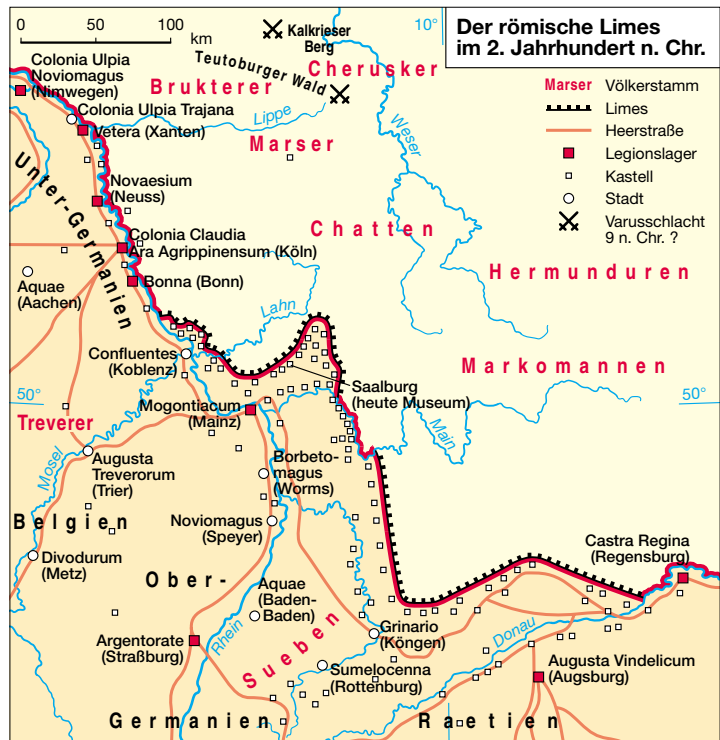 0 50 100
km
Kalkrieser
Berg
10°
Der römische Limes
im 2. Jahrhundert n. Chr.
Marser Völkerstamm
Limes
Heerstraße
Legionslager
Kastell
Stadt
Varusschlacht
9 n. Chr. ?
Colonia Ulpia
Noviomagus
(Nimwegen)
Teutoburger Wald
Cherusker
Brukterer
Colonia Ulpia Trajana
Vetera (Xanten)
Lippe
Weser
Marser
Unter-Germanien
Novaesium
(Neuss)
Chatten
Colonia Claudia
Ara Agrippinensum (Köln)
Aquae
(Aachen)
Bonna (Bonn)
Hermunduren
Lahn
Confluentes
(Koblenz)
Markomannen
Saalburg
(heute Museum)
50°
50°
Mogontiacum
(Mainz)
Treverer
Main
Mosel
Augusta
Treverorum
(Trier)
Borbeto-
magus
(Worms)
Belgien
Noviomagus
(Speyer)
Castra Regina
(Regensburg)
Divodurum
(Metz)
Ober-
Aquae
(Baden-
Baden)
Grinario
(Köngen)
Donau
Argentorate
(Straßburg)
Rhein
Sueben
Sumelocenna
(Rottenburg)
Augusta Vindelicum
(Augsburg)
Germanien
Raetien